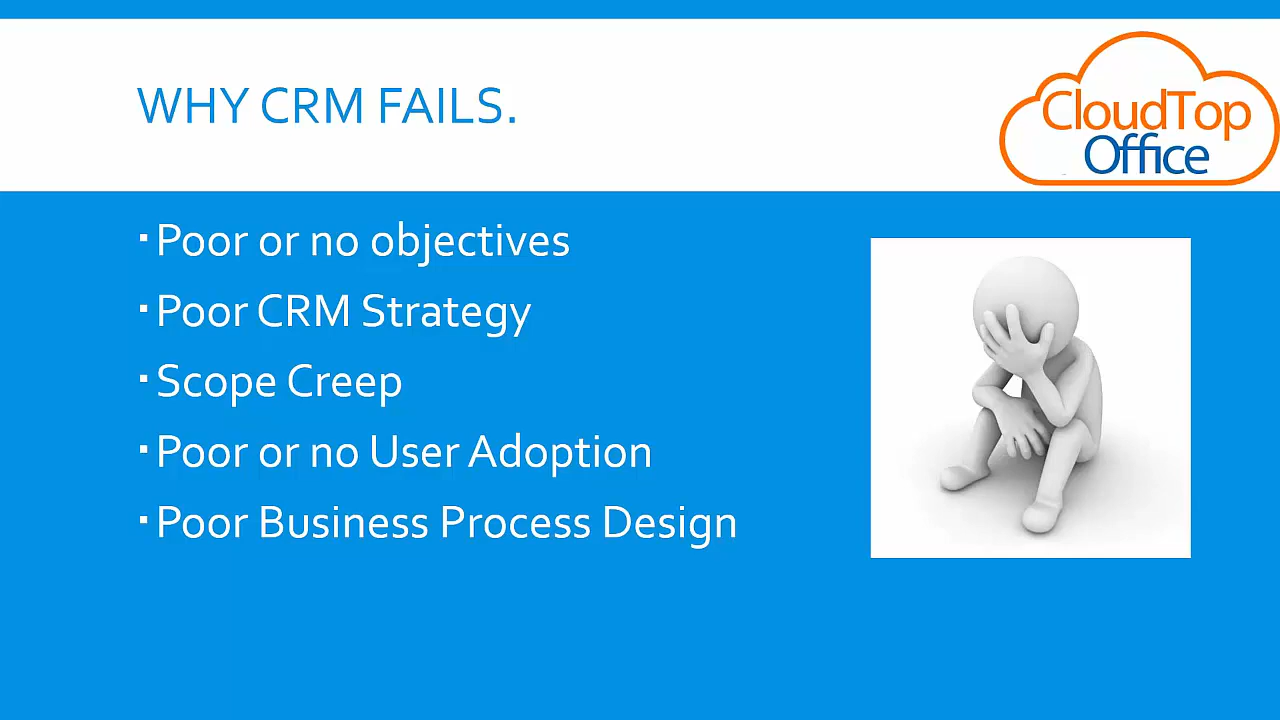 WHY CRM FAILS.
CloudTop
Office
▪Poor or no objectives
▪Poor CRM Strategy
▪Scope Creep
▪Poor or no User Adoption
▪Poor Business Process Design